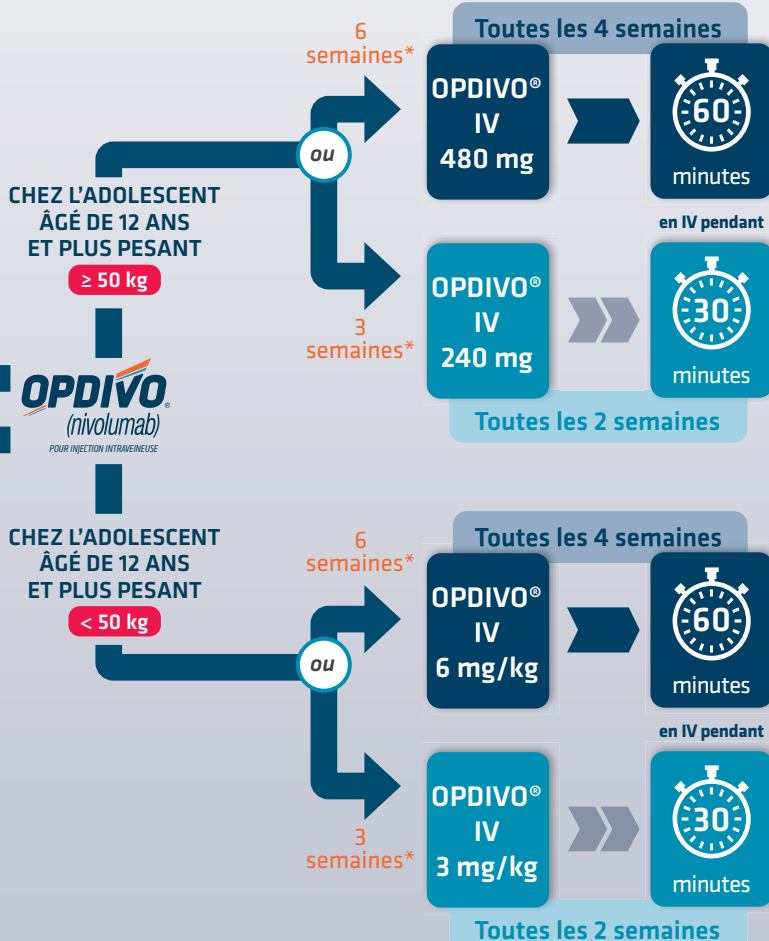 Toutes les 4 semaines
6
semaines*
OPDIVO®
IV
480 mg
60
minutes
ou
CHEZ L'ADOLESCENT
ÂGÉ DE 12 ANS
ET PLUS PESANT
≥ 50 kg
en IV pendant
3
semaines*
OPDIVO®
IV
240 mg
30
minutes
Toutes les 2 semaines
OPDIVO®
(nivolumab)
POUR INJECTION INTRAVEINEUSE
Toutes les 4 semaines
6
semaines*
CHEZ L'ADOLESCENT
ÂGÉ DE 12 ANS
ET PLUS PESANT
< 50 kg
OPDIVO®
IV
6 mg/kg
60
minutes
ou
en IV pendant
3
semaines*
OPDIVO®
IV
3 mg/kg
30
minutes
Toutes les 2 semaines